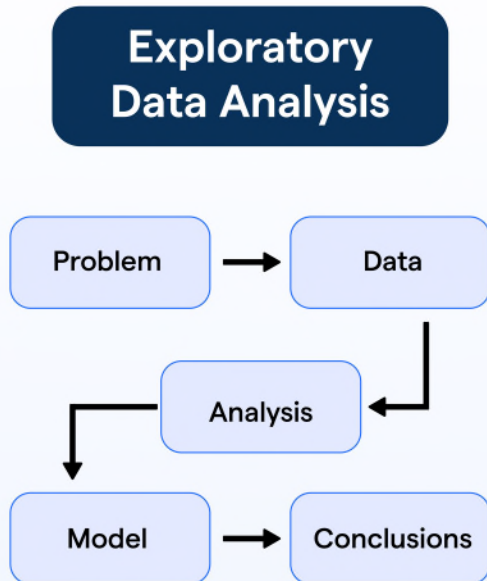 Exploratory
Data Analysis
Problem
Data
Analysis
Model
Conclusions